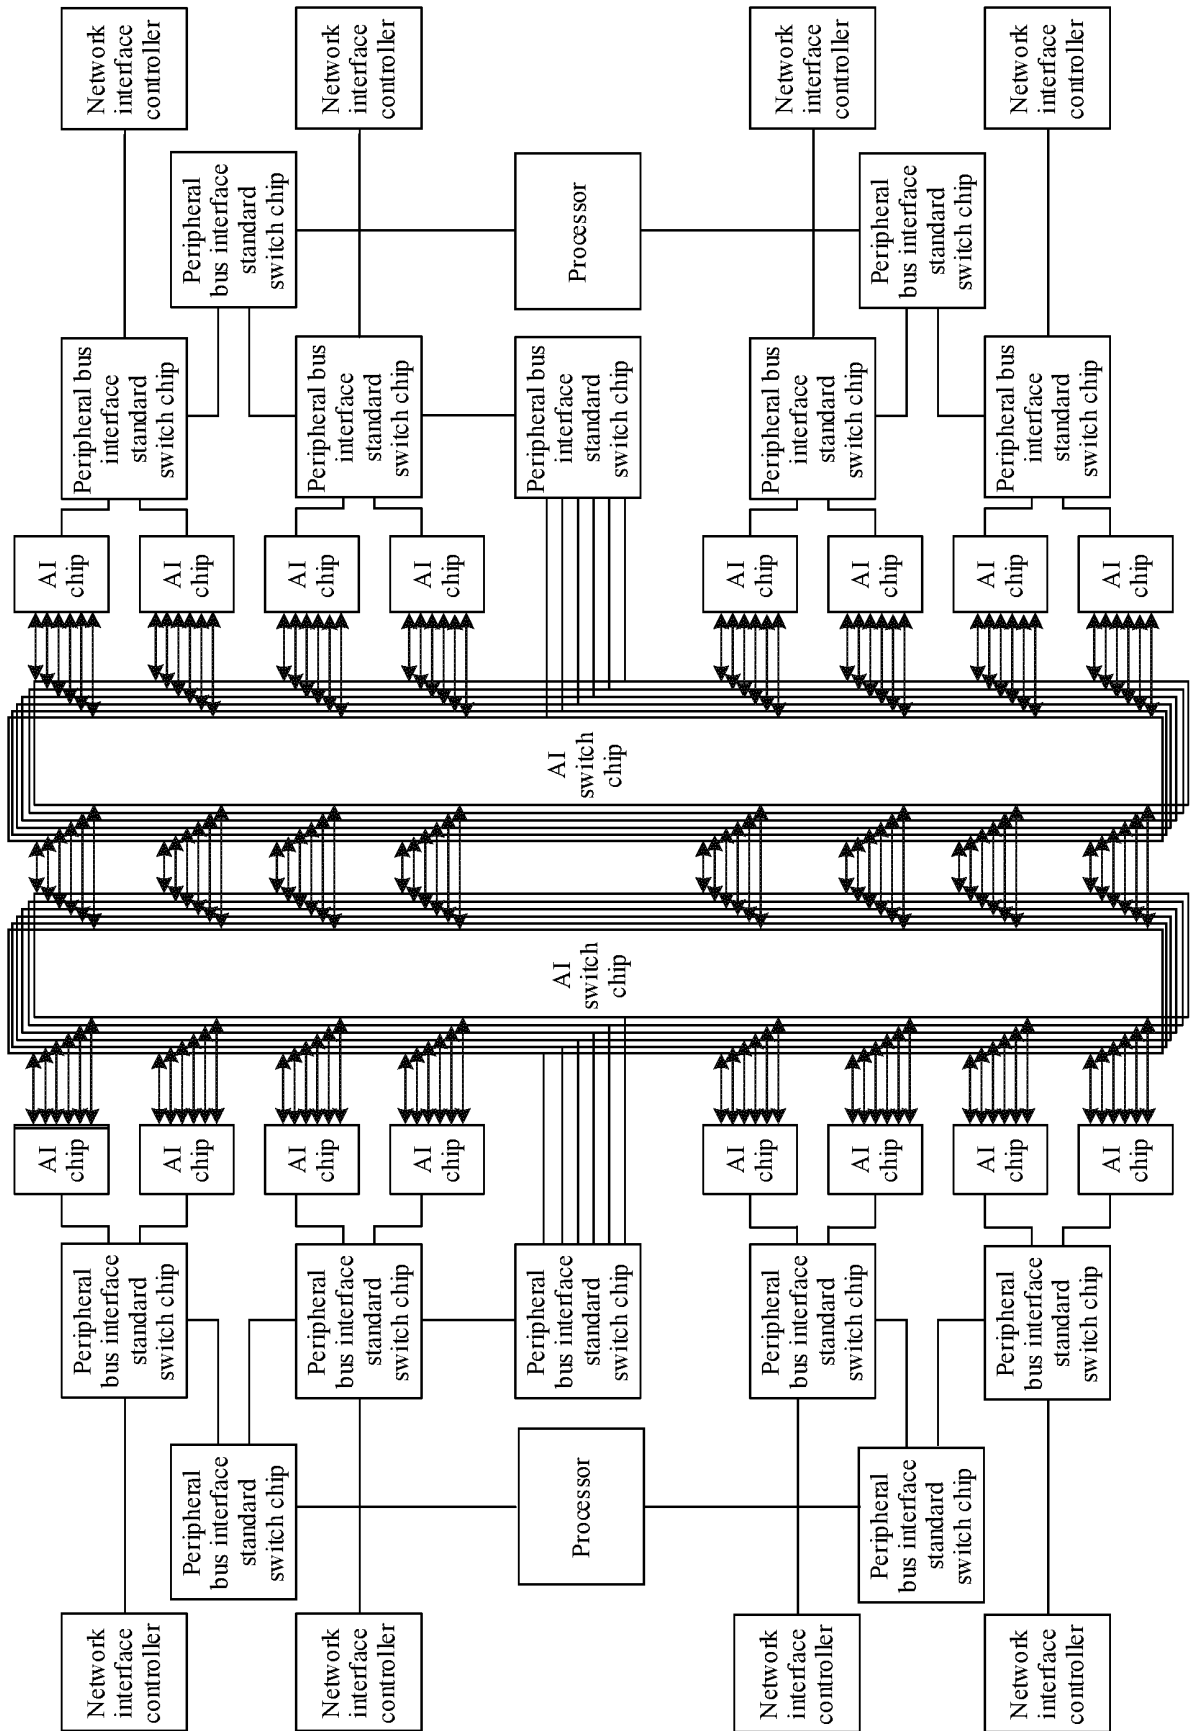 Network
interface
controller
Peripheral
bus interface
standard
switch chip
AI
chip
AI
chip
Peripheral bus
interface
standard
switch chip
Network
interface
controller
Peripheral
bus interface
standard
switch chip
AI
chip
AI
chip
Peripheral
bus interface
standard
switch chip
Network
interface
controller
Peripheral
bus interface
standard
switch chip
AI
chip
AI
chip
Peripheral bus
interface
standard
switch chip
Network
interface
controller
AI
chip
AI
chip
Processor
Peripheral
bus interface
standard
switch chip
AI
switch
chip
AI
switch
chip
Peripheral bus
interface
standard
switch chip
Processor
Network
interface
controller
Peripheral
bus interface
standard
switch chip
AI
chip
AI
chip
Peripheral bus
interface
standard
switch chip
Network
interface
controller
Peripheral
bus interface
standard
switch chip
AI
chip
AI
chip
Peripheral
bus interface
standard
switch chip
Network
interface
controller
Peripheral
bus interface
standard
switch chip
AI
chip
AI
chip
Peripheral bus
interface
standard
switch chip
Network
interface
controller
AI
chip
AI
chip